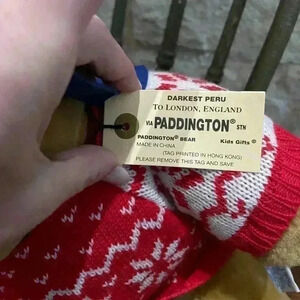 DARKEST PERU
TO LONDON, ENGLAND
VIA PADDINGTON® STN
PADDINGTON® BEAR
Kids Gifts ®
MADE IN CHINA
(TAG PRINTED IN HONG KONG)
PLEASE REMOVE THIS TAG AND SAVE